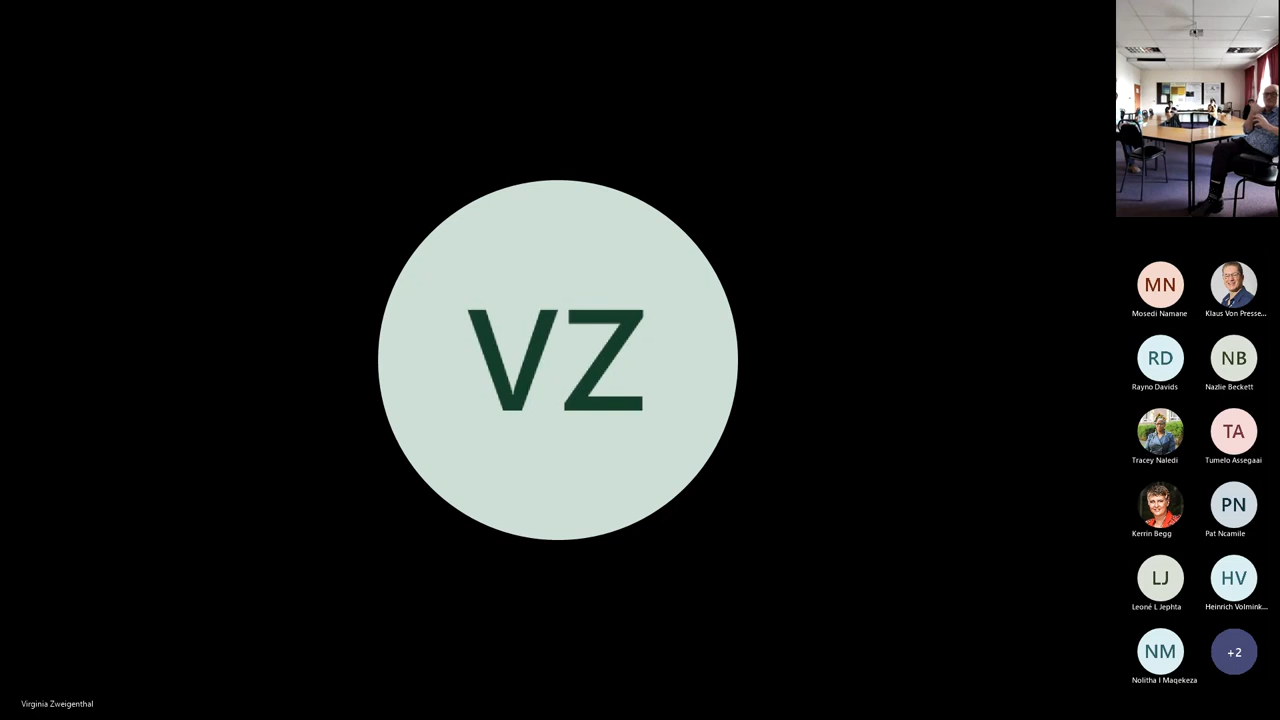 VZ
Virginia Zweigenthal
MN
Mosedi Namane
Klaus Von Presse...
RD
Rayno Davids
NB
Nazlie Beckett
Tracey Naledi
TA
Tumelo Assegaai
Kerrin Begg
PN
Pat Ncamile
LJ
Leoné L Jephta
HV
Heinrich Volmink...
NM
Nolitha I Maqekeza
+2